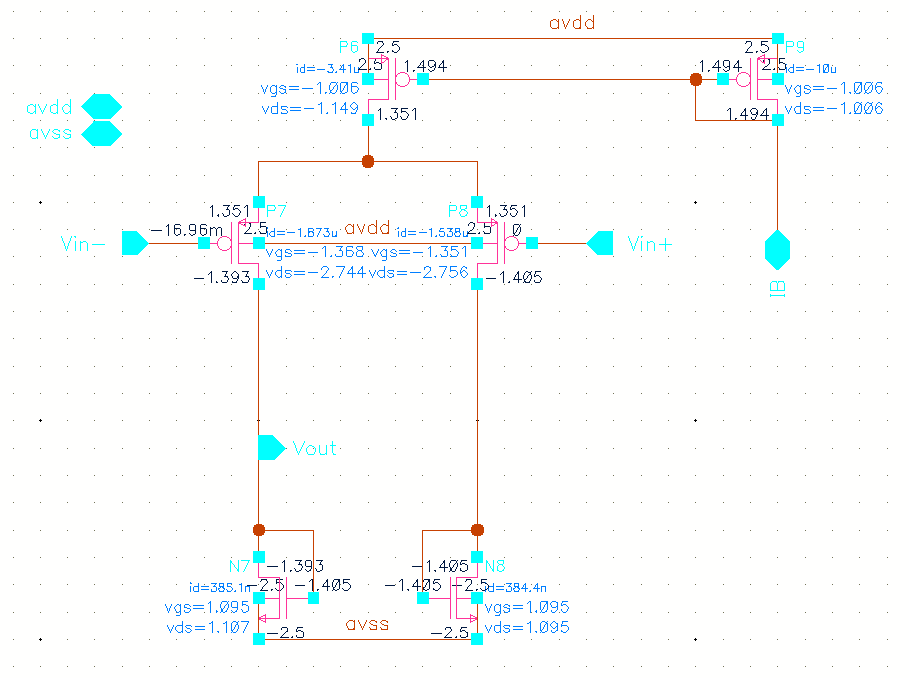 avdd
P6
2.5
2.5
P9
id=-3.41u
2.5
1.494
1.494
2.5
id=-10u
vgs=-1.006
vgs=-1.006
vds=-1.149
vds=-1.006
avdd
avss
1.351
1.494
1.351
P7
P8
1.351
-16.96m
2.5
avdd
2.5
0
id=-1.873u
id=-1.538u
Vin-
Vin+
vgs=-1.368
vgs=-1.351
vds=-2.744
vds=-2.756
-1.393
-1.405
IB
Vout
N7
-1.393
-1.405
N8
id=385.1n
-2.5
-1.405
-1.405
-2.5
id=384.4n
vgs=1.095
vgs=1.095
vds=1.107
vds=1.095
avss
-2.5
-2.5